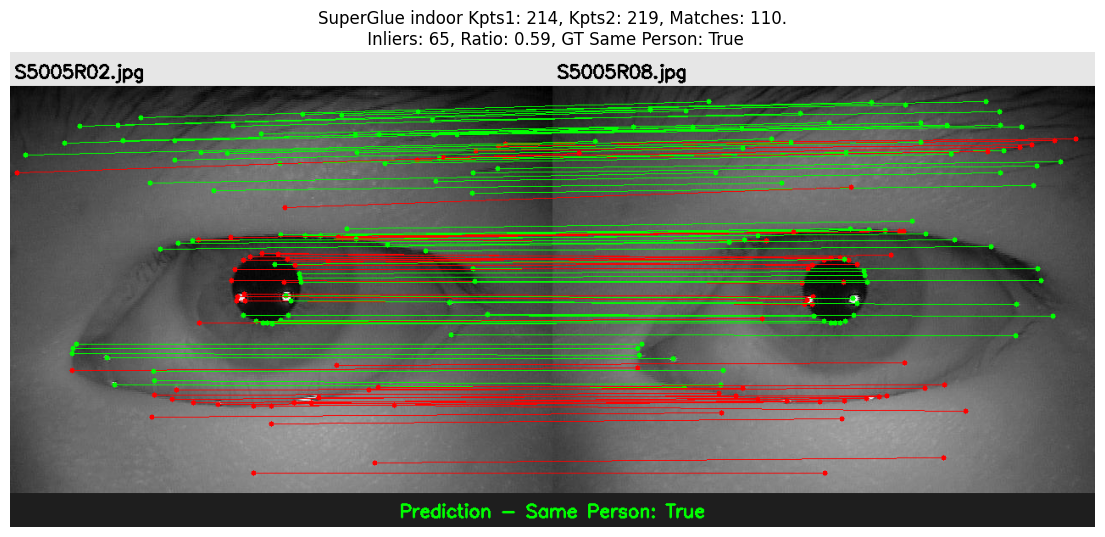 SuperGlue indoor Kpts1: 214, Kpts2: 219, Matches: 110.
Inliers: 65, Ratio: 0.59, GT Same Person: True
S5005R02.jpg
S5005R08.jpg
Prediction - Same Person: True